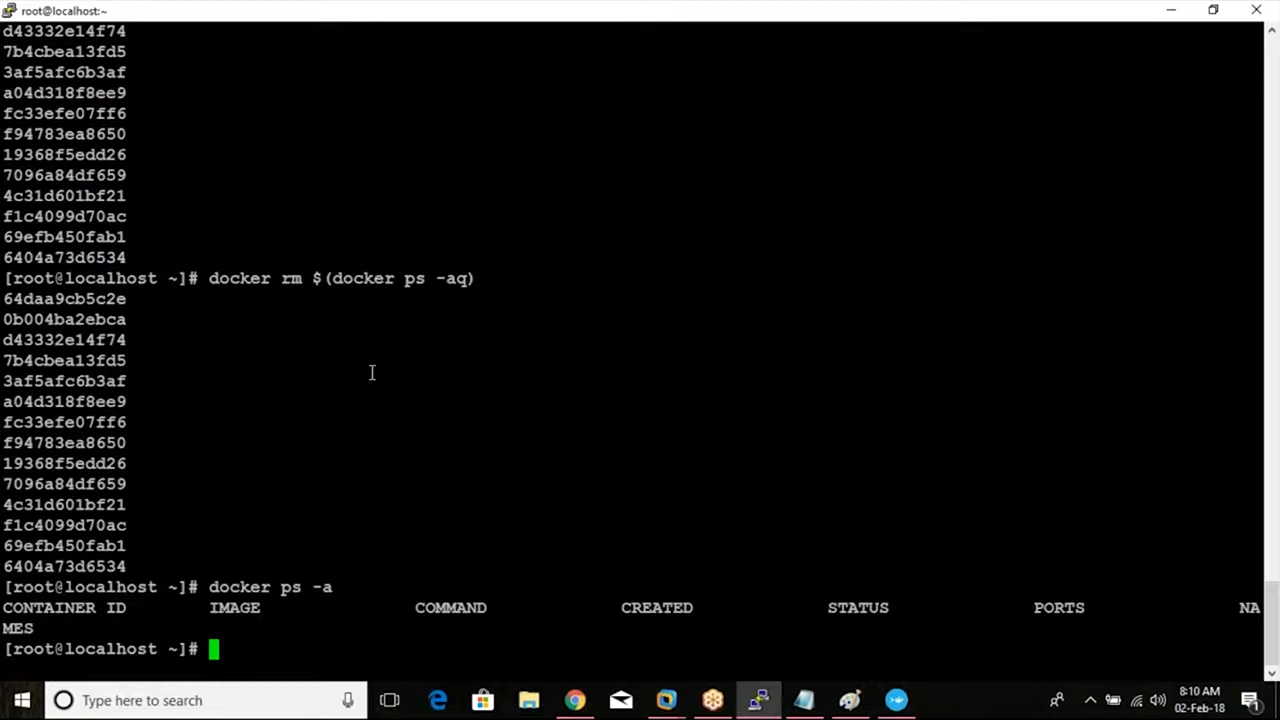 root@localhost:~
d43332e14f74
7b4cbea13fd5
3af5afc6b3af
a04d318f8ee9
fc33efe07ff6
f94783ea8650
19368f5edd26
7096a84df659
4c31d601bf21
f1c4099d70ac
69efb450fab1
6404a73d6534
[root@localhost ~]# docker rm $(docker ps -aq)
64daa9cb5c2e
0b004ba2ebca
d43332e14f74
7b4cbea13fd5
3af5afc6b3af
a04d318f8ee9
fc33efe07ff6
f94783ea8650
19368f5edd26
7096a84df659
4c31d601bf21
f1c4099d70ac
69efb450fab1
6404a73d6534
[root@localhost ~]# docker ps -a
CONTAINER ID IMAGE COMMAND CREATED STATUS PORTS NA
MES
[root@localhost ~]#
Type here to search
8:10 AM
02-Feb-18
1